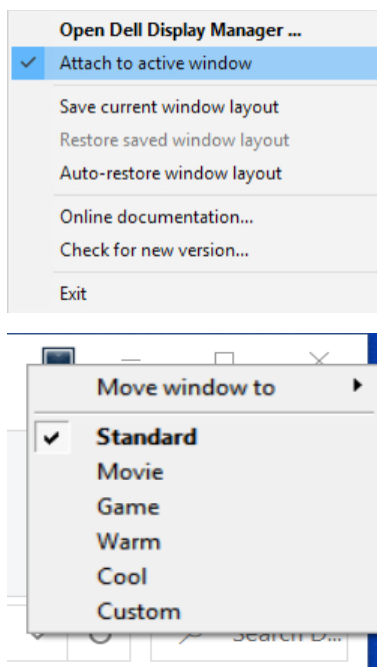 Open Dell Display Manager ...
Attach to active window
Save current window layout
Restore saved window layout
Auto-restore window layout
Online documentation...
Check for new version...
Exit
Move window to
Standard
Movie
Game
Warm
Cool
Custom
Search D...